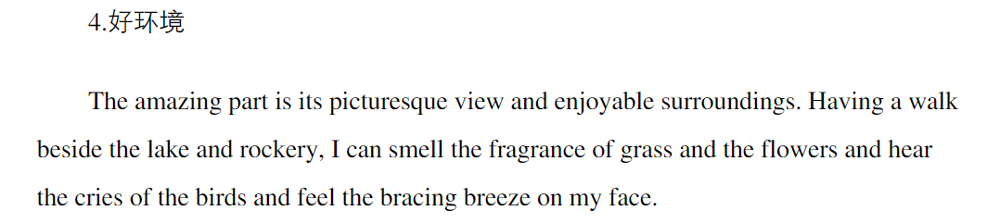 4.好环境
The amazing part is its picturesque view and enjoyable surroundings. Having a walk
beside the lake and rockery, I can smell the fragrance of grass and the flowers and hear
the cries of the birds and feel the bracing breeze on my face.